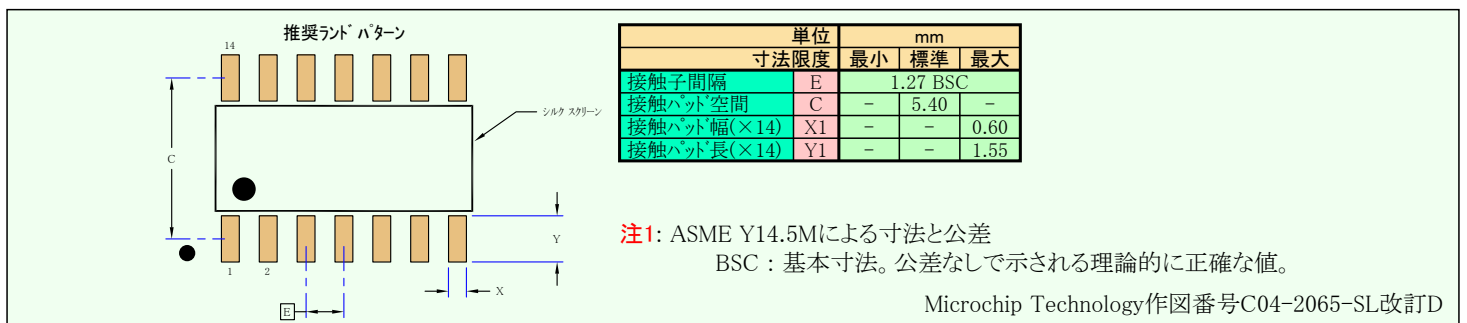 推奨ランド パターン
14
C
シルク スクリーン
Y
1 2
X
E
単位 mm
寸法限度 最小 標準 最大
接触子間隔 E 1.27 BSC
接触パッド空間 C - 5.40 -
接触パッド幅(×14) X1 - - 0.60
接触パッド長(×14) Y1 - - 1.55
注1: ASME Y14.5Mによる寸法と公差
BSC : 基本寸法。公差なしで示される理論的に正確な値。
Microchip Technology作図番号C04-2065-SL改訂D